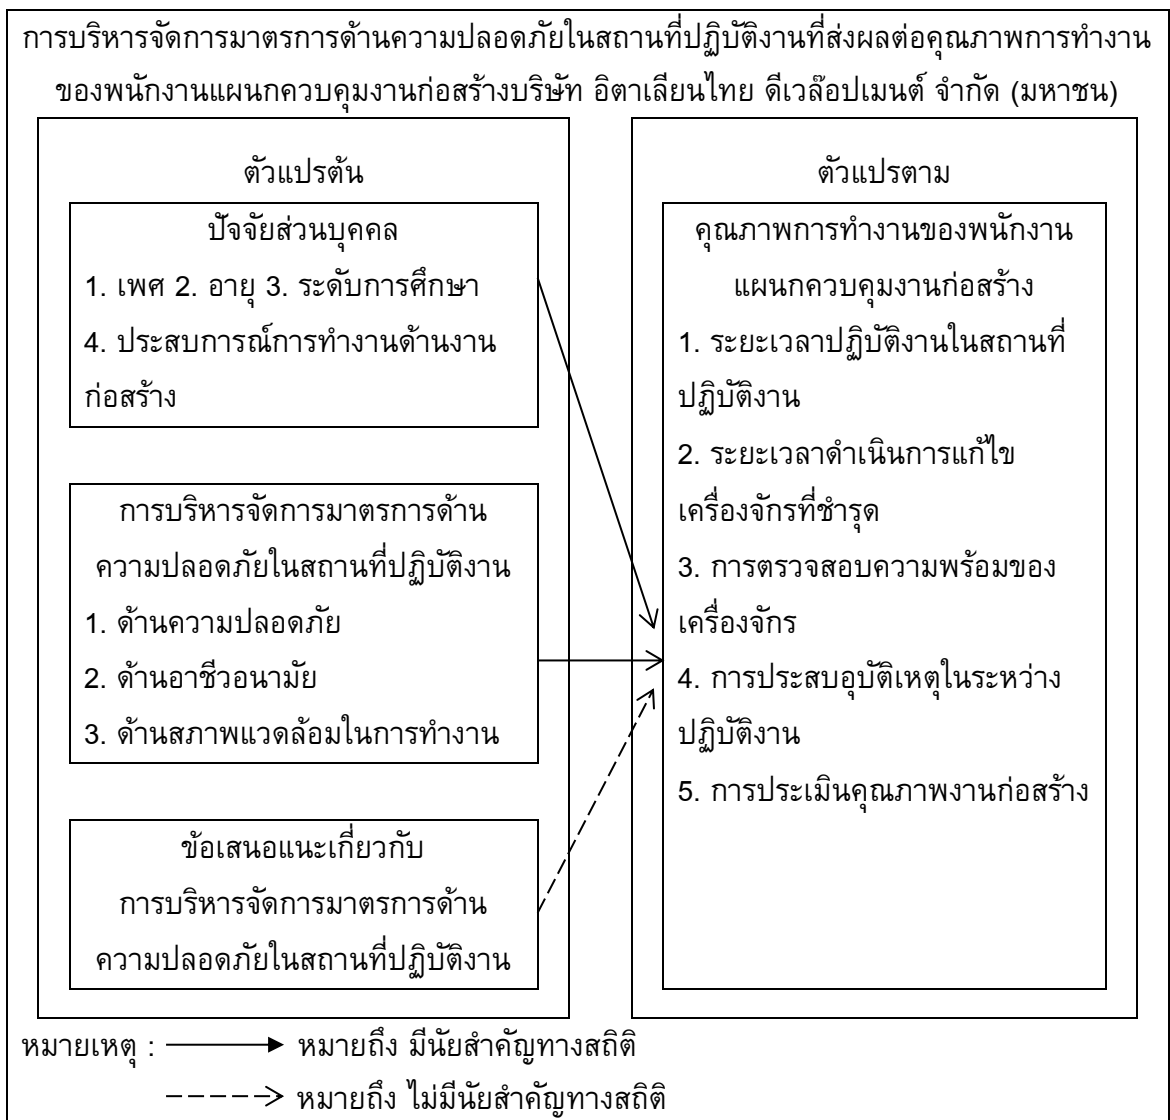 การบริหารจัดการมาตรการด้านความปลอดภัยในสถานที่ปฏิบัติงานที่ส่งผลต่อคุณภาพการทำงาน
ของพนักงานแผนกควบคุมงานก่อสร้างบริษัท อิตาเลียนไทย ดีเวล๊อปเมนต์ จำกัด (มหาชน)
ตัวแปรต้น
ปัจจัยส่วนบุคคล
1. เพศ 2. อายุ 3. ระดับการศึกษา
4. ประสบการณ์การทำงานด้านงาน
ก่อสร้าง
การบริหารจัดการมาตรการด้าน
ความปลอดภัยในสถานที่ปฏิบัติงาน
1. ด้านความปลอดภัย
2. ด้านอาชีวอนามัย
3. ด้านสภาพแวดล้อมในการทำงาน
ข้อเสนอแนะเกี่ยวกับ
การบริหารจัดการมาตรการด้าน
ความปลอดภัยในสถานที่ปฏิบัติงาน
ตัวแปรตาม
คุณภาพการทำงานของพนักงาน
แผนกควบคุมงานก่อสร้าง
1. ระยะเวลาปฏิบัติงานในสถานที่
ปฏิบัติงาน
2. ระยะเวลาดำเนินการแก้ไข
เครื่องจักรที่ชำรุด
3. การตรวจสอบความพร้อมของ
เครื่องจักร
4. การประสบอุบัติเหตุในระหว่าง
ปฏิบัติงาน
5. การประเมินคุณภาพงานก่อสร้าง
หมายเหตุ : หมายถึง มีนัยสำคัญทางสถิติ
หมายถึง ไม่มีนัยสำคัญทางสถิติ